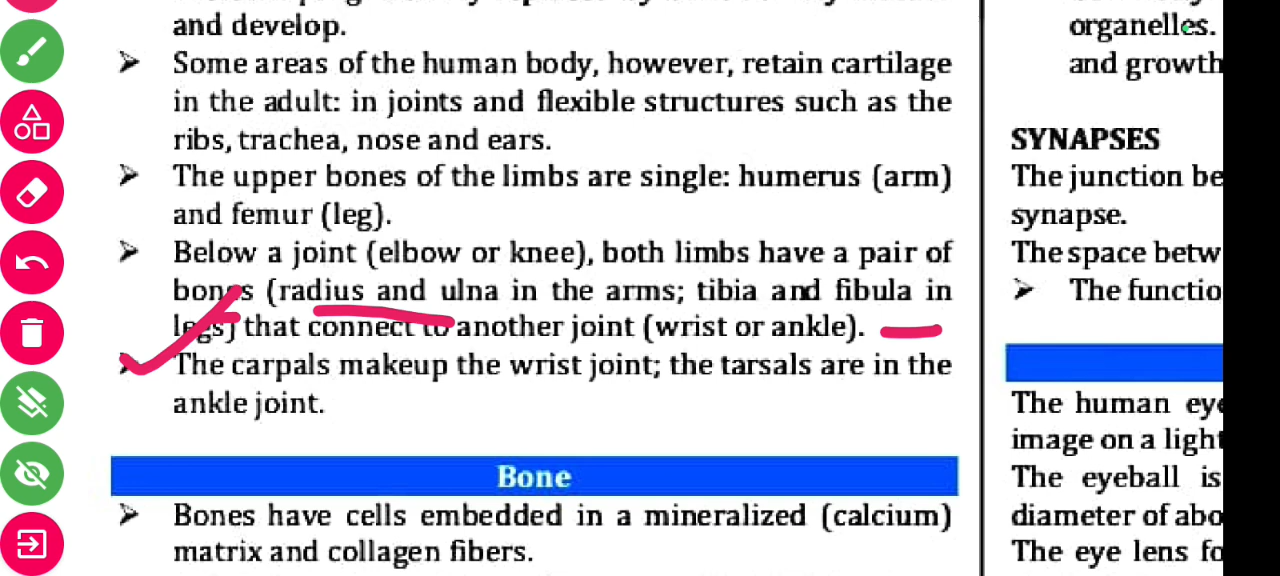 and develop.
➢ Some areas of the human body, however, retain cartilage
in the adult: in joints and flexible structures such as the
ribs, trachea, nose and ears.
➢ The upper bones of the limbs are single: humerus (arm)
and femur (leg).
➢ Below a joint (elbow or knee), both limbs have a pair of
bones (radius and ulna in the arms; tibia and fibula in
legs) that connect to another joint (wrist or ankle).
➢ The carpals makeup the wrist joint; the tarsals are in the
ankle joint.
Bone
➢ Bones have cells embedded in a mineralized (calcium)
matrix and collagen fibers.
organelles.
and growth
SYNAPSES
The junction be
synapse.
The space betw
➢ The functio
The human eye
image on a light
The eyeball is
diameter of abo
The eye lens fo